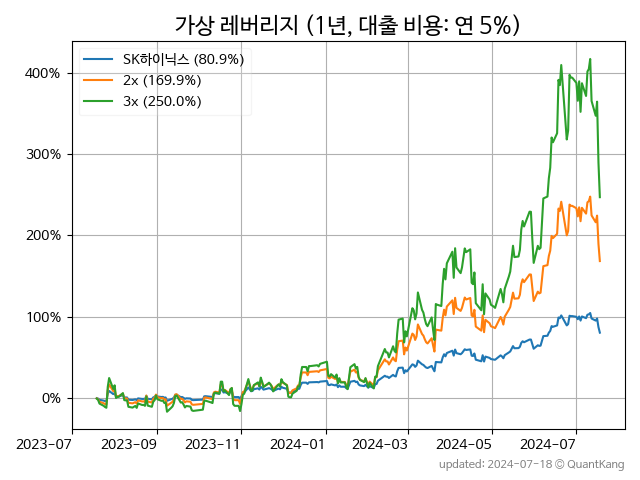 가상 레버리지 (1년, 대출 비용: 연 5%)
SK하이닉스 (80.9%)
2x (169.9%)
3x (250.0%)
400%
300%
200%
100%
0%
2023-07 2023-09 2023-11 2024-01 2024-03 2024-05 2024-07
updated: 2024-07-18 © QuantKang